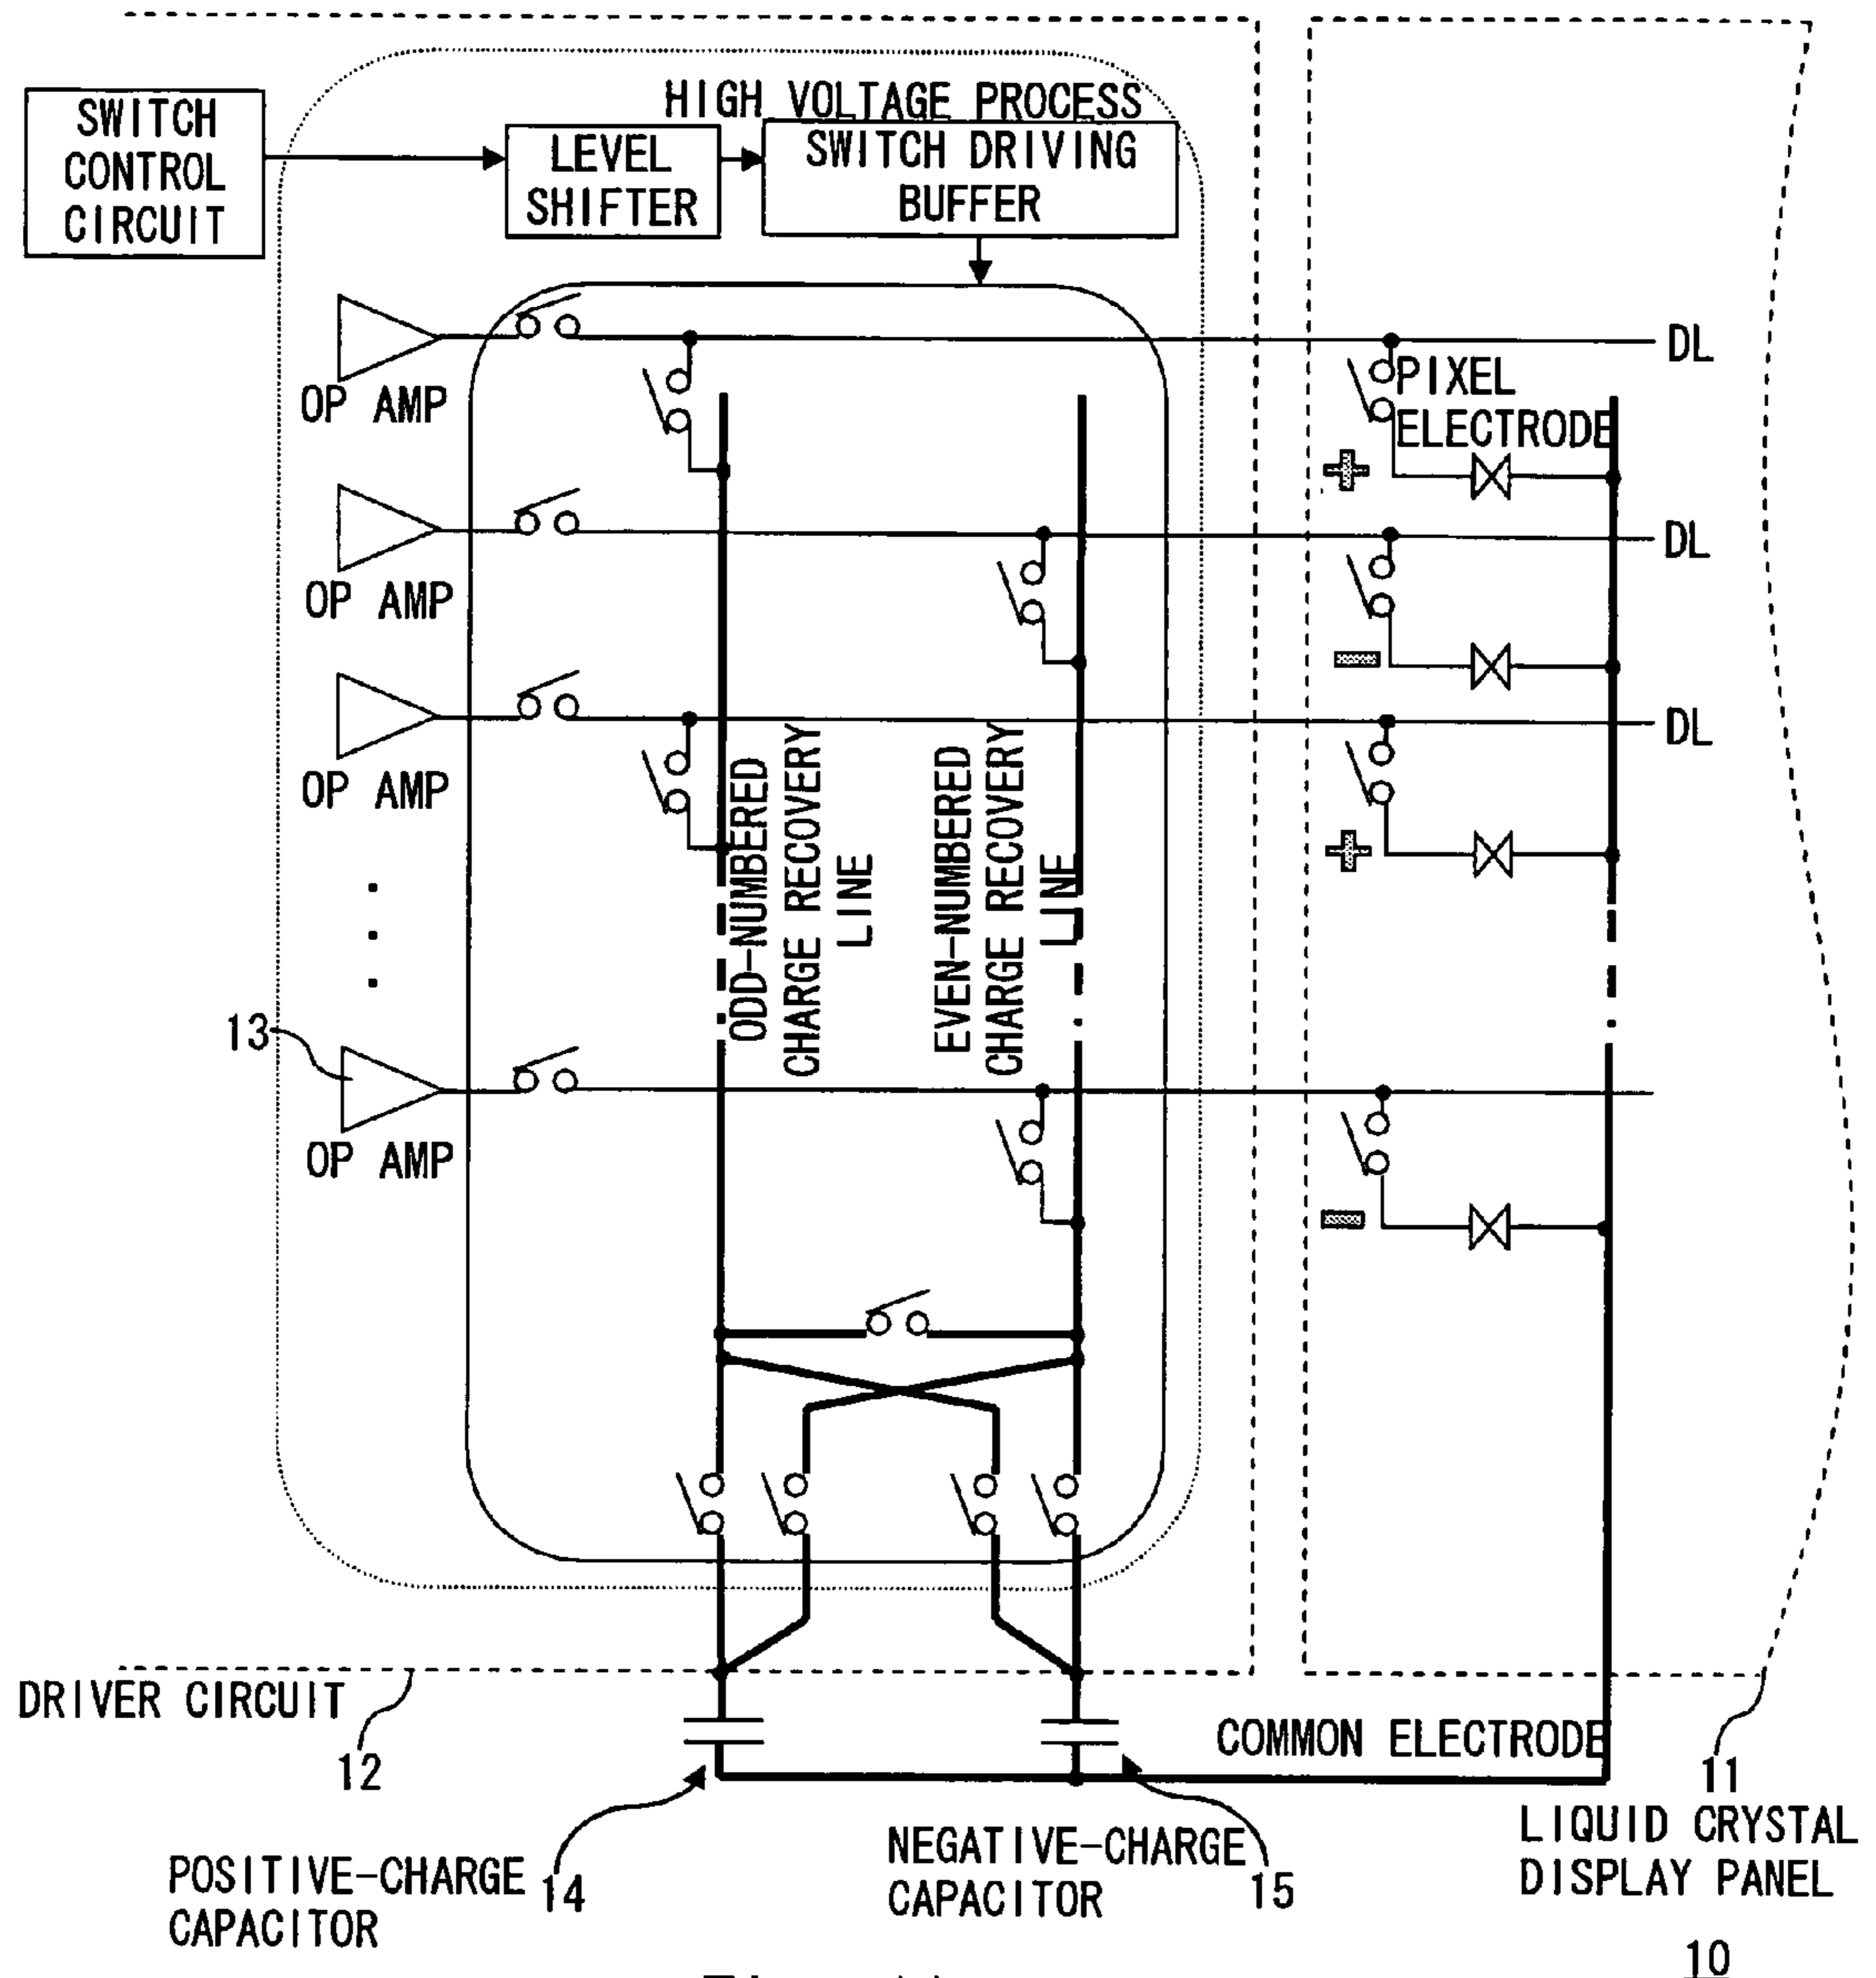 SWITCH
CONTROL
CIRCUIT
HIGH VOLTAGE PROCESS
LEVEL
SHIFTER
SWITCH DRIVING
BUFFER
OP AMP
DL
PIXEL
ELECTRODE
OP AMP
DL
OP AMP
DL
ODD-NUMBERED
CHARGE RECOVERY
LINE
EVEN-NUMBERED
CHARGE RECOVERY
LINE
13
OP AMP
DRIVER CIRCUIT
12
COMMON ELECTRODE
11
LIQUID CRYSTAL
DISPLAY PANEL
POSITIVE-CHARGE
CAPACITOR
14
NEGATIVE-CHARGE
CAPACITOR
15
10